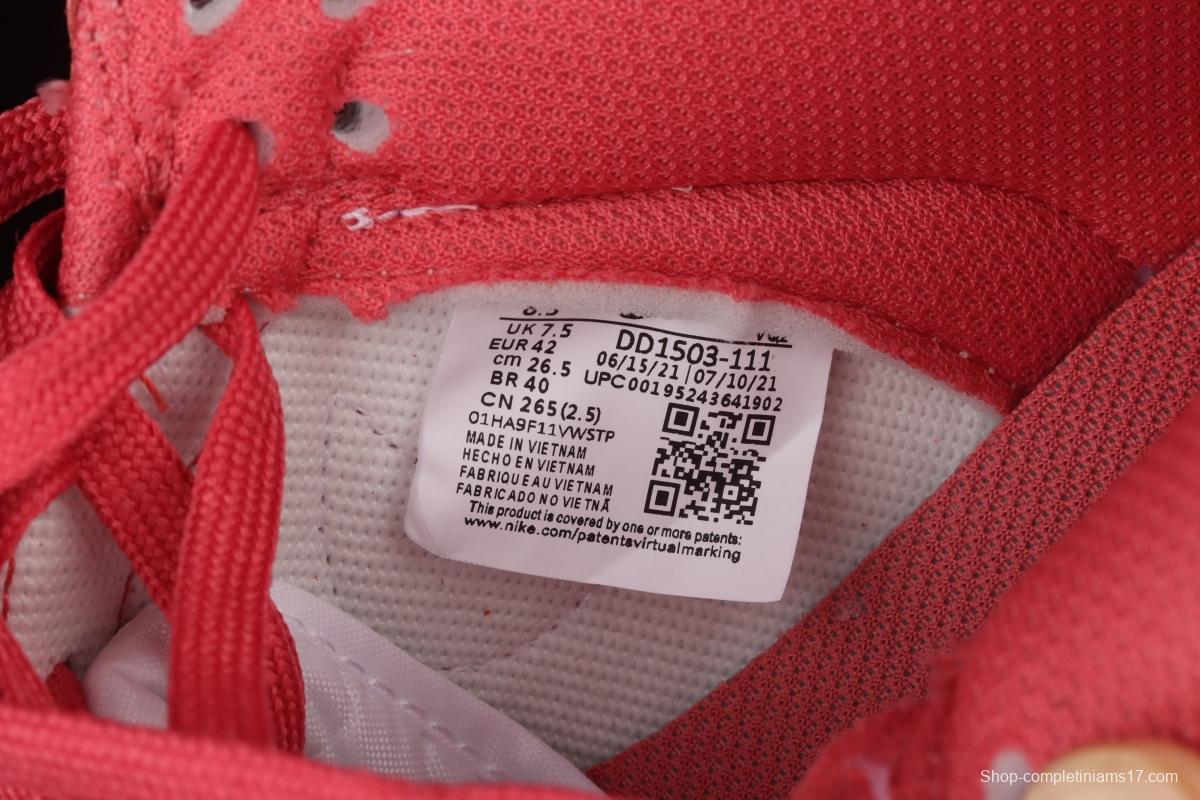 UK 7.5
EUR 42
cm 26.5
BR 40
CN 265 (2.5)
DD1503-111
06/15/21 | 07/10/21
UPC 00195243641902
01HA9F11VWSTP
MADE IN VIETNAM
HECHO EN VIETNAM
FABRIQUE AU VIETNAM
FABRICADO NO VIETNÃ
This product is covered by one or more patents:
www.nike.com/patentsvirtualmarking
Shop-completiniams17.com